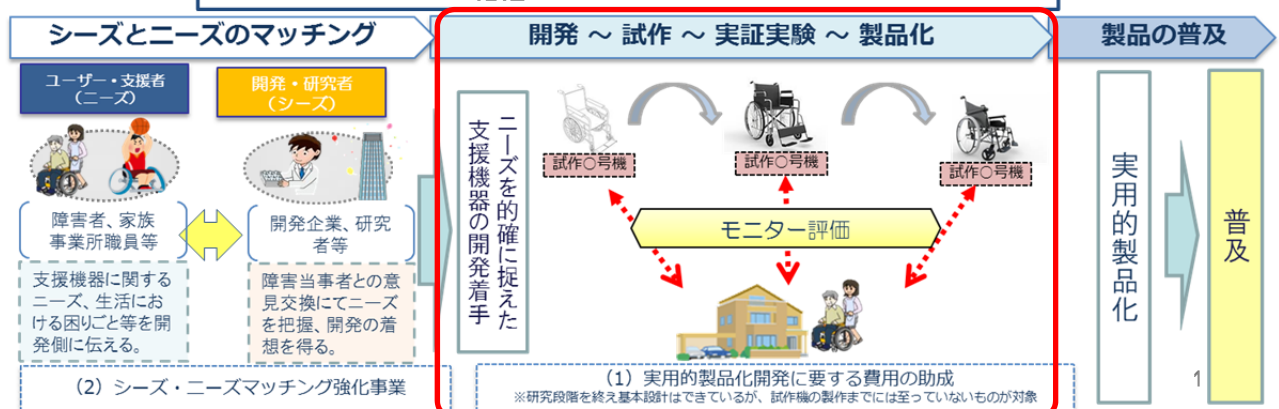 シーズとニーズのマッチング
開発 ～ 試作 ～ 実証実験 ～ 製品化
製品の普及
ユーザー・支援者
（ニーズ）
開発・研究者
（シーズ）
障害者、家族
事業所職員等
開発企業、研究
者等
支援機器に関する
ニーズ、生活にお
ける困りごと等を開
発側に伝える。
障害当事者との意
見交換にてニーズ
を把握、開発の着
想を得る。
（2）シーズ・ニーズマッチング強化事業
ニーズを的確に捉えた
支援機器の開発着手
試作○号機
試作○号機
試作○号機
モニター評価
（1）実用的製品化開発に要する費用の助成
※研究段階を終え基本設計はできているが、試作機の製作までには至っていないものが対象
実用的製品化
普及
1